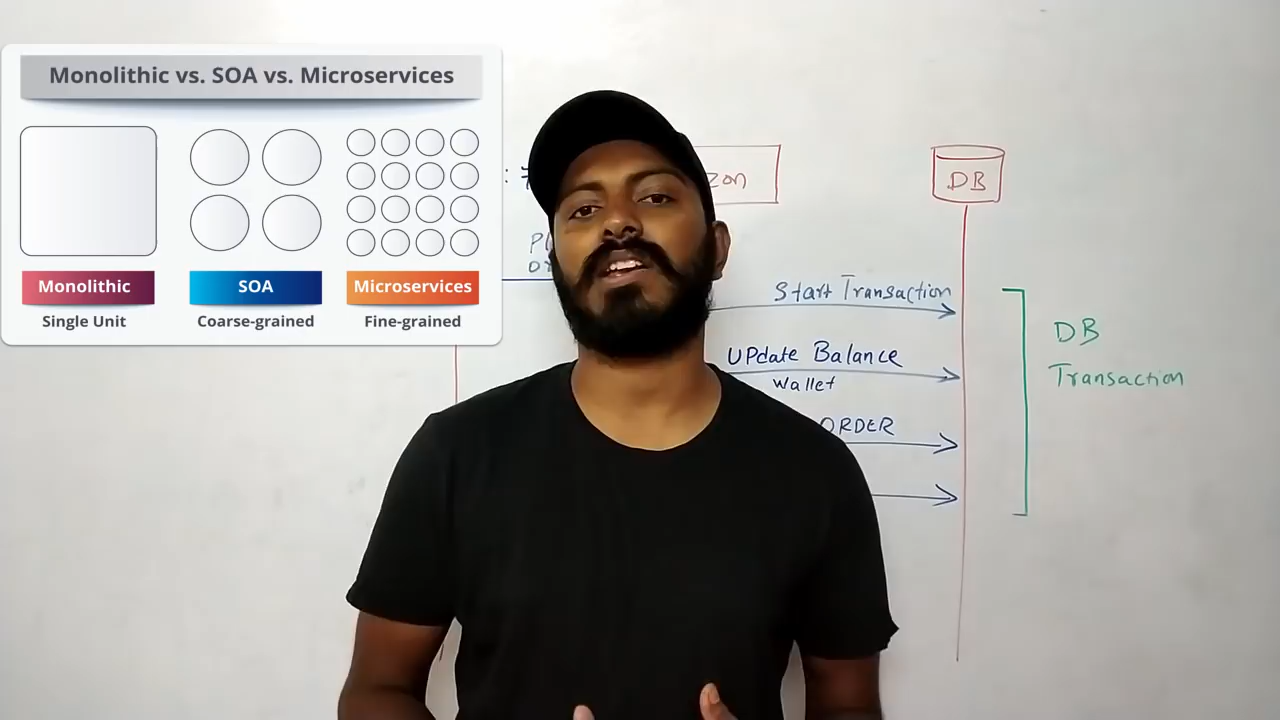 Monolithic vs. SOA vs. Microservices
Monolithic
SOA
Microservices
Single Unit
Coarse-grained
Fine-grained
DB
Start Transaction
UPdate Balance
Wallet
ORDER
DB
Transaction